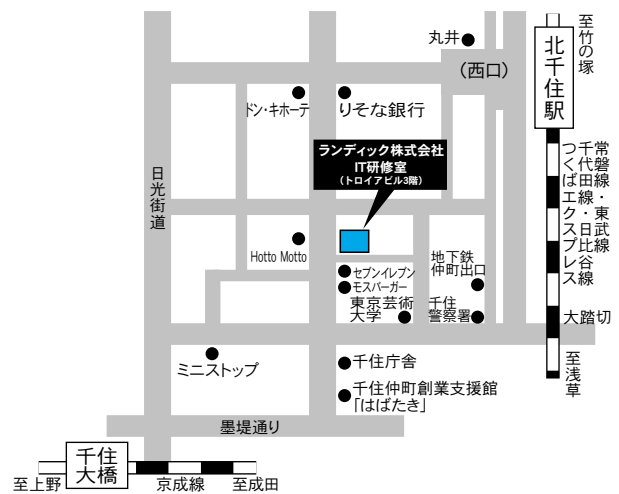 丸井
(西口)
北千住駅
至竹の塚
ドン・キホーテ
りそな銀行
ランディック株式会社
IT研修室
(トロイアビル3階)
日光街道
常磐線・東武比谷線
千代田線・日比谷線
つくばエクスプレス
Hotto Motto
地下鉄
仲町出口
セブンイレブン
モスバーガー
東京芸術
大学
千住
警察署
大踏切
ミニストップ
千住庁舎
至浅草
千住仲町創業支援館
「はばたき」
墨堤通り
千住
大橋
至上野
京成線
至成田